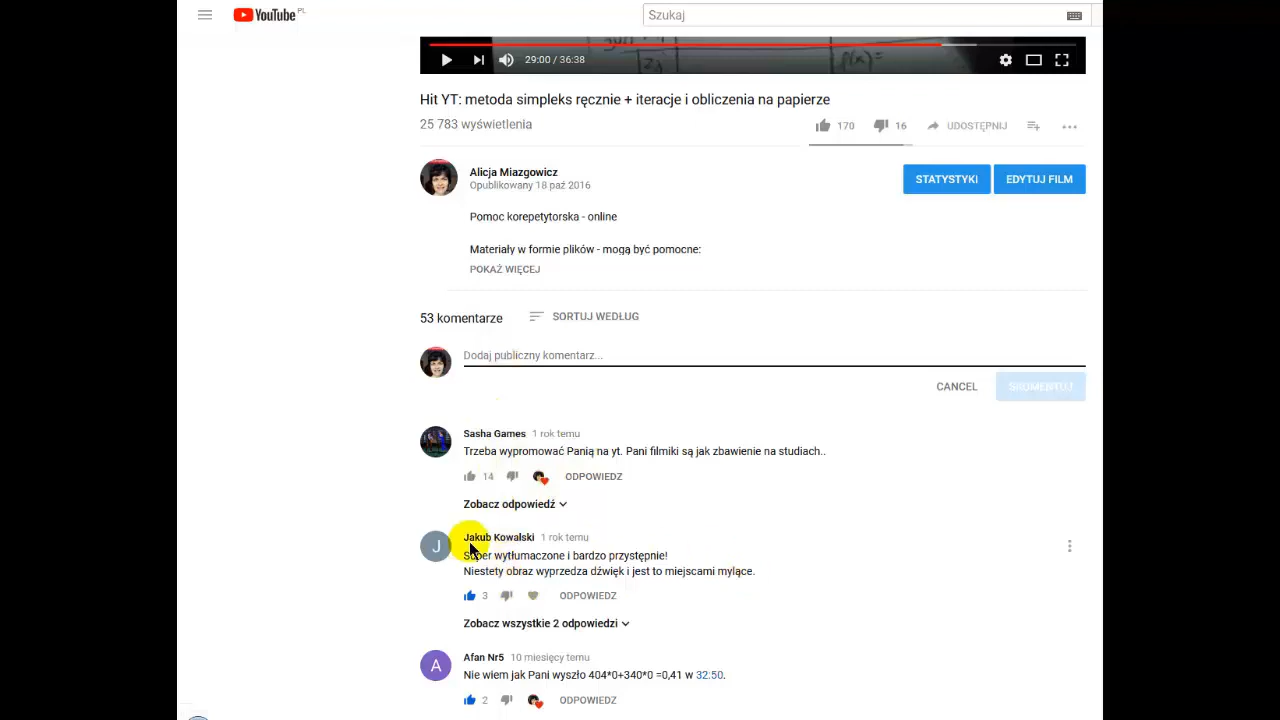 YouTube PL
Szukaj
29:00 / 36:38
Hit YT: metoda simpleks ręcznie + iteracje i obliczenia na papierze
25 783 wyświetlenia
170 16 UDOSTĘPNIJ
Alicja Miazgowicz
Opublikowany 18 paź 2016
STATYSTYKI EDYTUJ FILM
Pomoc korepetytorska - online
Materiały w formie plików - mogą być pomocne:
POKAŻ WIĘCEJ
53 komentarze SORTUJ WEDŁUG
Dodaj publiczny komentarz...
CANCEL SKOMENTUJ
Sasha Games 1 rok temu
Trzeba wypromować Panią na yt. Pani filmiki są jak zbawienie na studiach..
14 ODPOWIEDZ
Zobacz odpowiedź
J
Jakub Kowalski 1 rok temu
Super wytłumaczone i bardzo przystępnie!
Niestety obraz wyprzedza dźwięk i jest to miejscami mylące.
3 ODPOWIEDZ
Zobacz wszystkie 2 odpowiedzi
A
Afan Nr5 10 miesięcy temu
Nie wiem jak Pani wyszło 404*0+340*0 =0,41 w 32:50.
2 ODPOWIEDZ